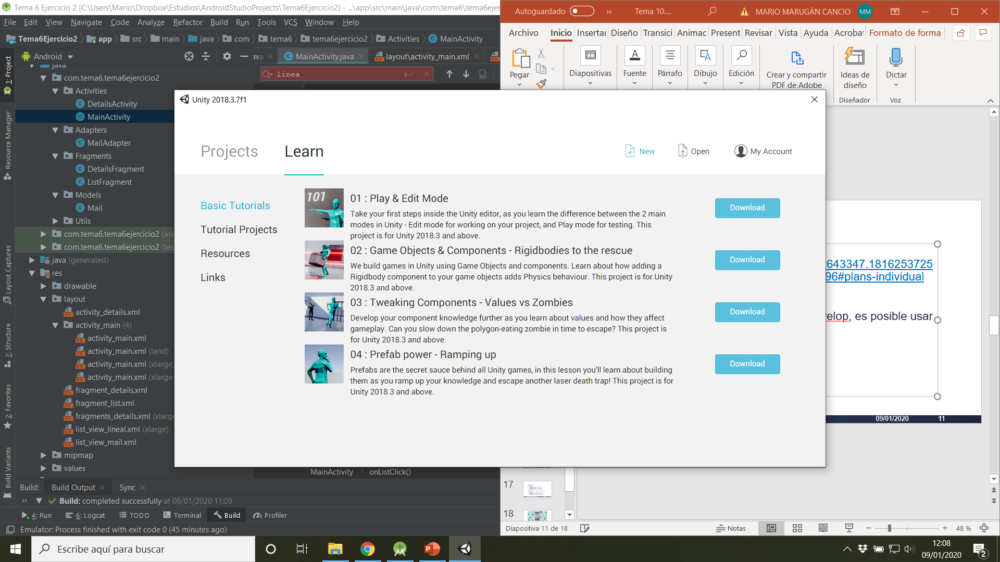 Tema 6 Ejercicio 2 [C:\Users\Mario\Dropbox\Estudios\AndroidStudioProjects\Tema6Ejercicio2] - ...\app\src\main\java\com\tema6\tema6ejer
File Edit View Navigate Code Analyze Refactor Build Run Tools VCS Window Help
Tema6Ejercicio2 app src main java com tema6 tema6ejercicio2 Activities MainActivity
Android
ava MainActivity.java layout\activity_main.xml
linea
1: Project
Resource Manager
Layout Captures
7: Structure
2: Favorites
Build Variants
java
com.tema6.tema6ejercicio2
Activities
DetailsActivity
MainActivity
Adapters
MailAdapter
Fragments
DetailsFragment
ListFragment
Models
Mail
Utils
com.tema6.tema6ejercicio2 (and
com.tema6.tema6ejercicio2 (tes
java (generated)
res
drawable
layout
activity_details.xml
activity_main (4)
activity_main.xml
activity_main.xml (land)
activity_main.xml (xlarge)
activity_main.xml (xlarge-
fragment_details.xml
fragment_list.xml
fragments_details.xml (xlarge
list_view_lineal.xml (xlarge)
list_view_mail.xml
mipmap
values
MainActivity onListClick()
Build: Build Output Sync
Build: completed successfully at 09/01/2020 11:09
4: Run 6: Logcat TODO Terminal Build Profiler
Emulator: Process finished with exit code 0 (45 minutes ago)
Autoguardado Tema 10.... MARIO MARUGÁN CANCIO MM
Archivo Inicio Insertar Diseño Transici Animac Present Revisar Vista Ayuda Acrobat Formato de forma
Pegar
Diapositivas
Fuente
Párrafo
Dibujo
Edición
Crear y compartir
PDF de Adobe
Ideas de
diseño
Diseñador
Dictar
Voz
643347.1816253725
96#plans-individual
velop, es posible usar
09/01/2020 11
17
18
Diapositiva 11 de 18 Notas 48 %
Unity 2018.3.7f1
Projects Learn New Open My Account
Basic Tutorials
Tutorial Projects
Resources
Links
101
01 : Play & Edit Mode
Take your first steps inside the Unity editor, as you learn the difference between the 2 main
modes in Unity - Edit mode for working on your project, and Play mode for testing. This
project is for Unity 2018.3 and above.
Download
02 : Game Objects & Components - Rigidbodies to the rescue
We build games in Unity using Game Objects and components. Learn about how adding a
Rigidbody component to your game objects adds Physics behaviour. This project is for Unity
2018.3 and above.
Download
03 : Tweaking Components - Values vs Zombies
Develop your component knowledge further as you learn about values and how they affect
gameplay. Can you slow down the polygon-eating zombie in time to escape? This project is
for Unity 2018.3 and above.
Download
04 : Prefab power - Ramping up
Prefabs are the secret sauce behind all Unity games, in this lesson you'll learn about building
them as you ramp up your knowledge and escape another laser death trap! This project is for
Unity 2018.3 and above.
Download
Escribe aquí para buscar
12:08
09/01/2020
2